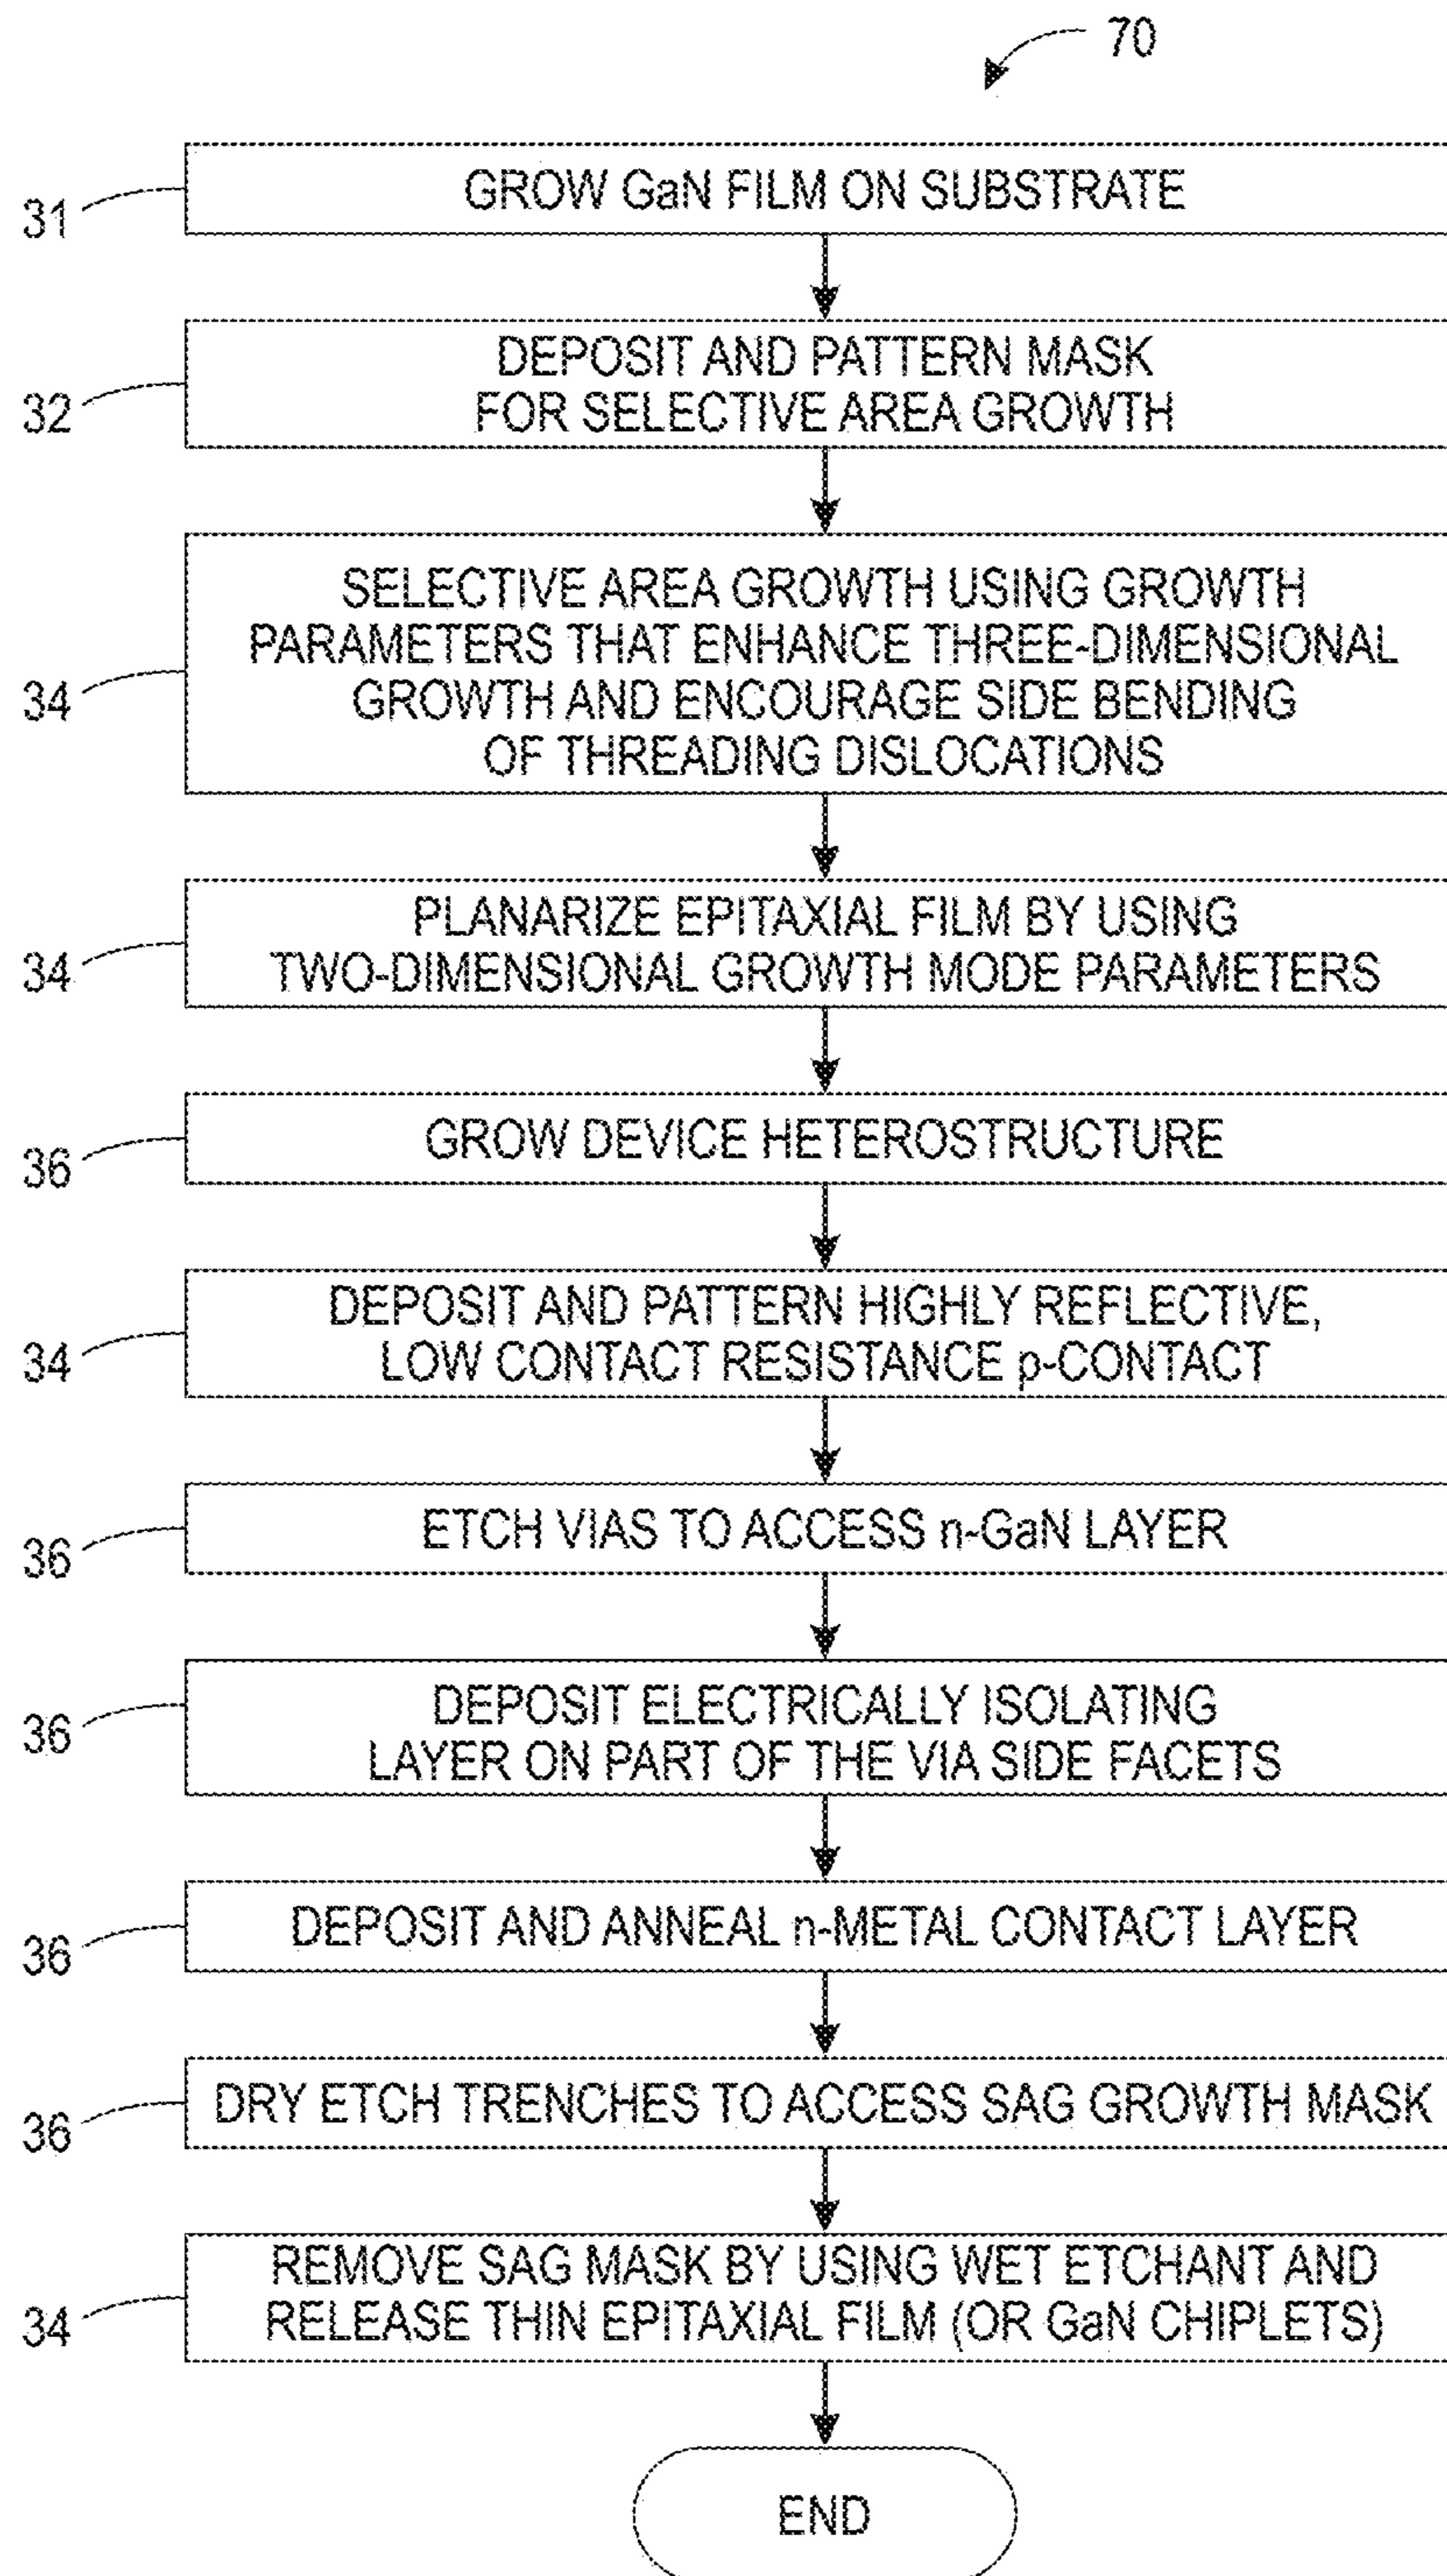 70
31
GROW GaN FILM ON SUBSTRATE
32
DEPOSIT AND PATTERN MASK
FOR SELECTIVE AREA GROWTH
34
SELECTIVE AREA GROWTH USING GROWTH
PARAMETERS THAT ENHANCE THREE-DIMENSIONAL
GROWTH AND ENCOURAGE SIDE BENDING
OF THREADING DISLOCATIONS
34
PLANARIZE EPITAXIAL FILM BY USING
TWO-DIMENSIONAL GROWTH MODE PARAMETERS
36
GROW DEVICE HETEROSTRUCTURE
34
DEPOSIT AND PATTERN HIGHLY REFLECTIVE,
LOW CONTACT RESISTANCE p-CONTACT
36
ETCH VIAS TO ACCESS n-GaN LAYER
36
DEPOSIT ELECTRICALLY ISOLATING
LAYER ON PART OF THE VIA SIDE FACETS
36
DEPOSIT AND ANNEAL n-METAL CONTACT LAYER
36
DRY ETCH TRENCHES TO ACCESS SAG GROWTH MASK
34
REMOVE SAG MASK BY USING WET ETCHANT AND
RELEASE THIN EPITAXIAL FILM (OR GaN CHIPLETS)
END